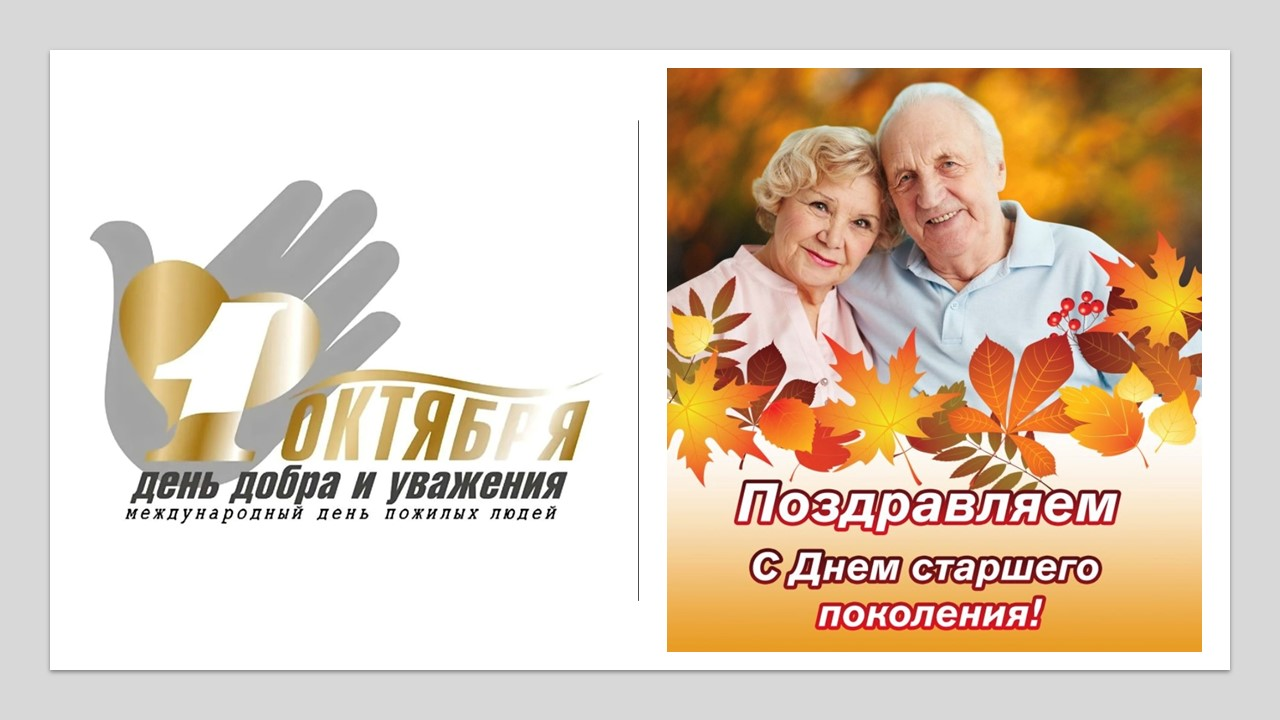 1 ОКТЯБРЯ
день добра и уважения
международный день пожилых людей
Поздравляем
С Днем старшего
поколения!